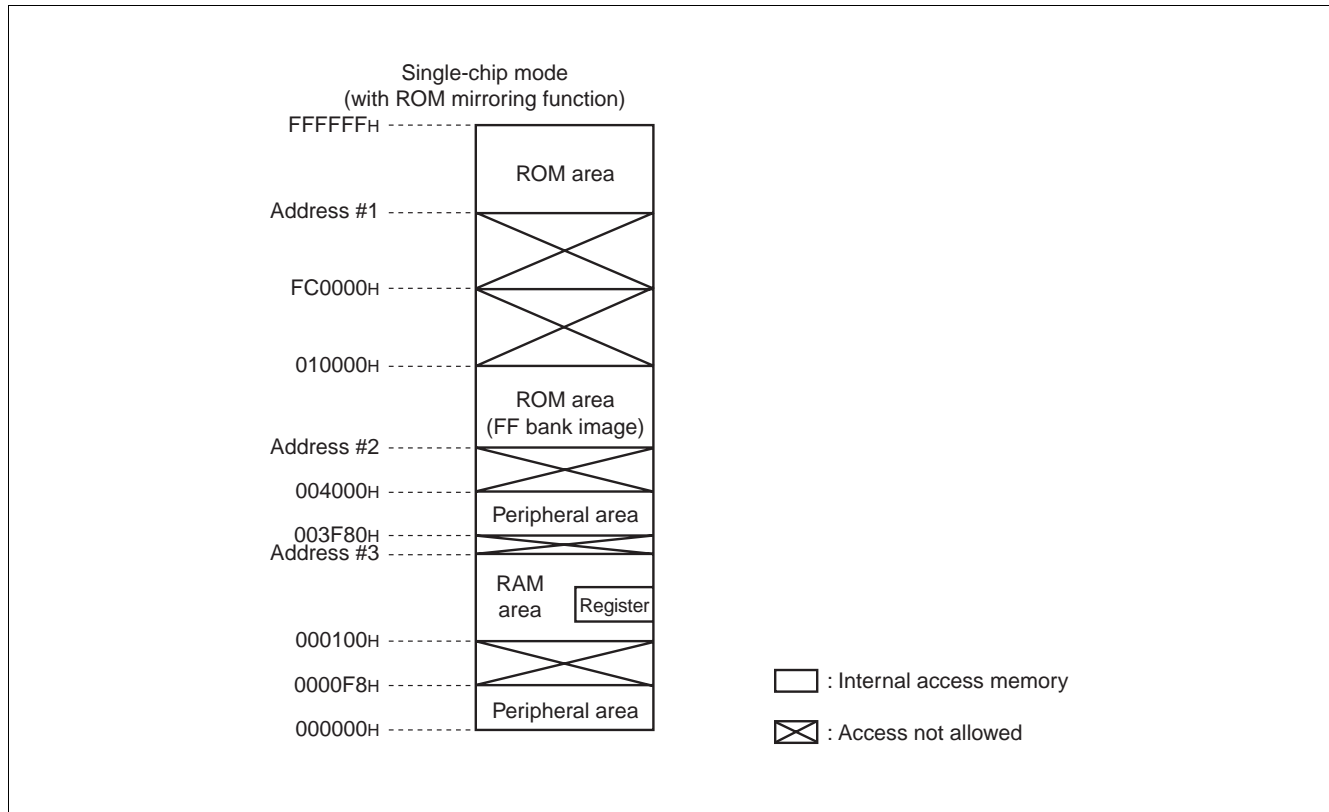 Single-chip mode
(with ROM mirroring function)
FFFFFFH
ROM area
Address #1
FC0000H
010000H
ROM area
(FF bank image)
Address #2
004000H
Peripheral area
003F80H
Address #3
RAM
area
Register
000100H
0000F8H
Peripheral area
000000H
: Internal access memory
: Access not allowed